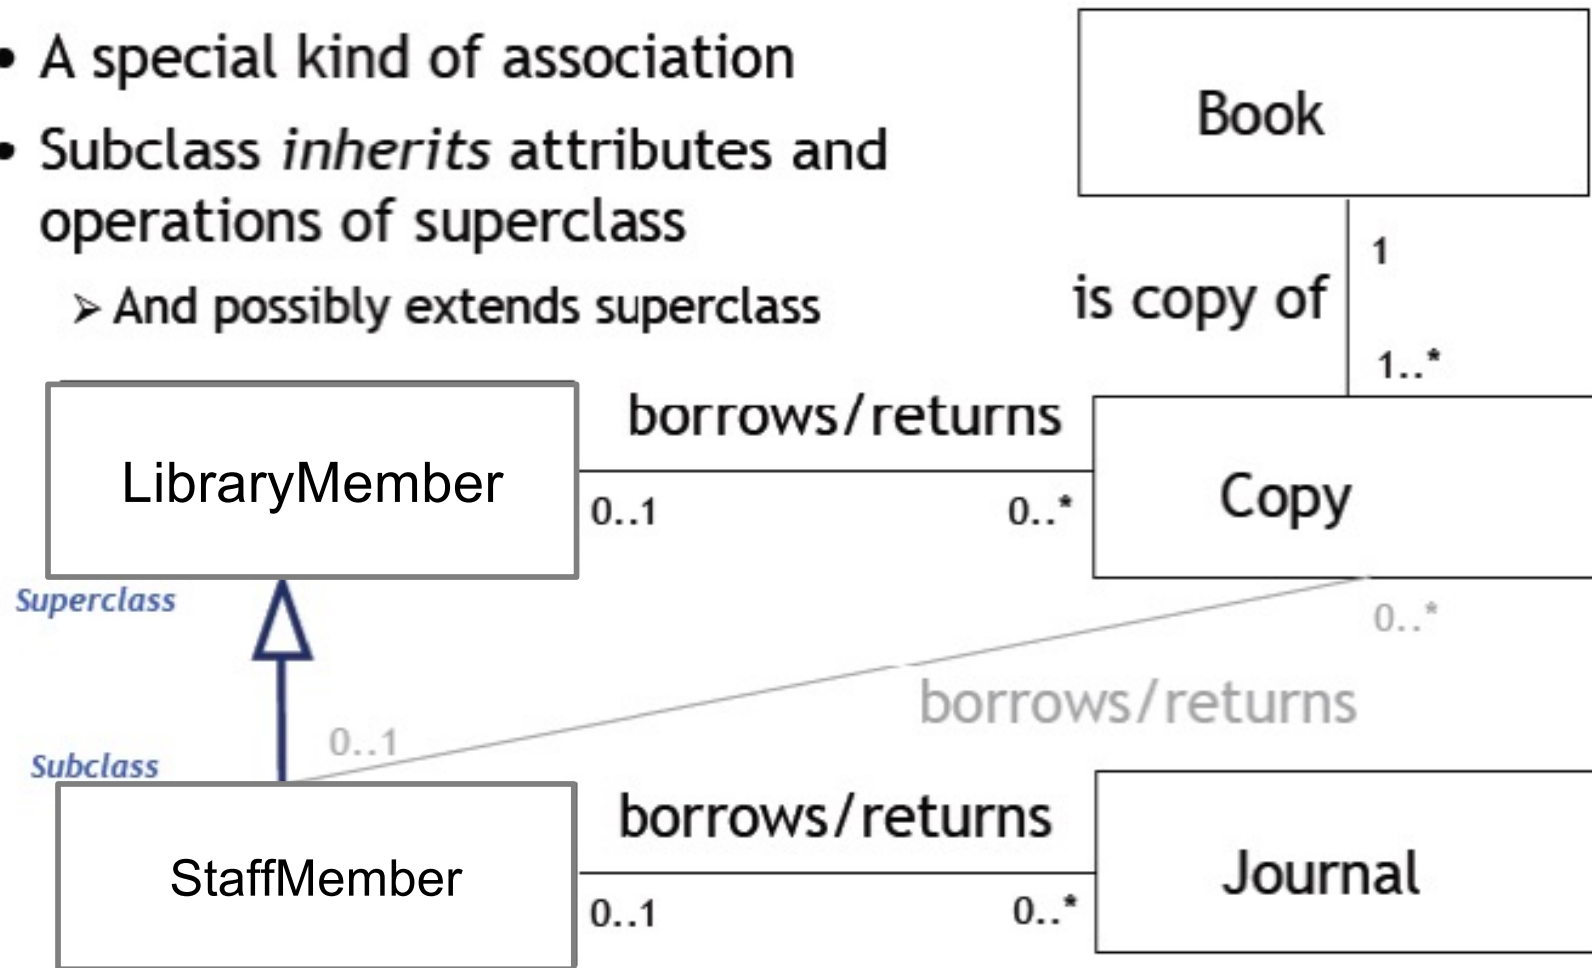 • A special kind of association
• Subclass inherits attributes and
operations of superclass
➢ And possibly extends superclass
Book
1
is copy of
1..*
borrows/returns
LibraryMember
0..1
0..*
Copy
Superclass
0..*
borrows/returns
0..1
Subclass
borrows/returns
StaffMember
0..1
0..*
Journal